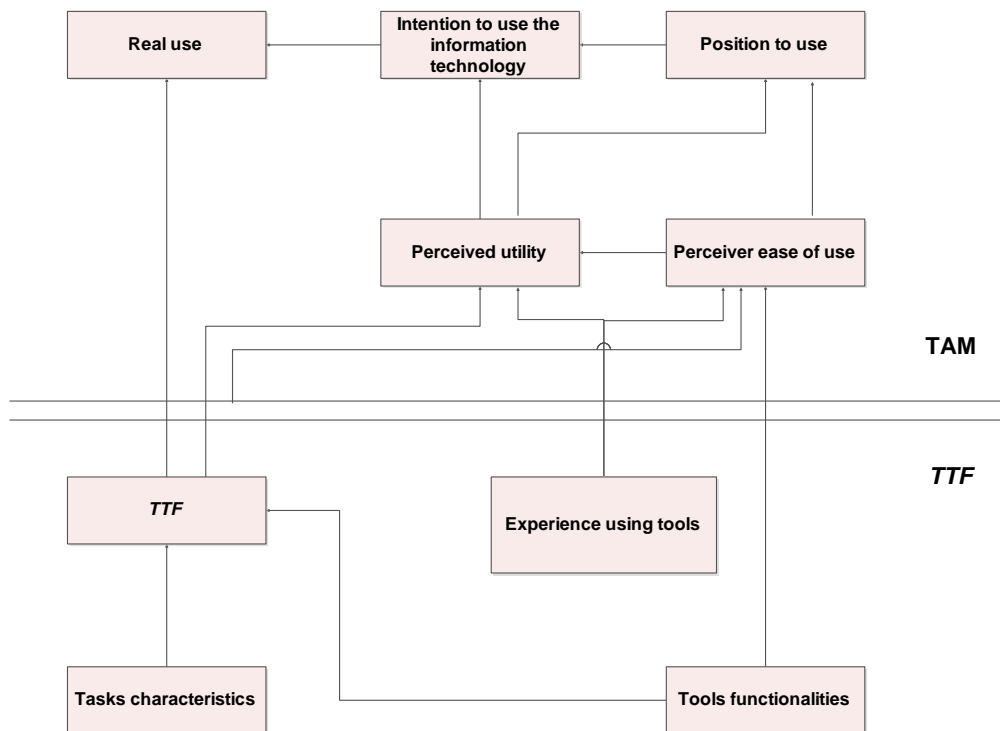 Real use
Intention to use the
information
technology
Position to use
Perceived utility
Perceiver ease of use
TAM
TTF
TTF
Experience using tools
Tasks characteristics
Tools functionalities